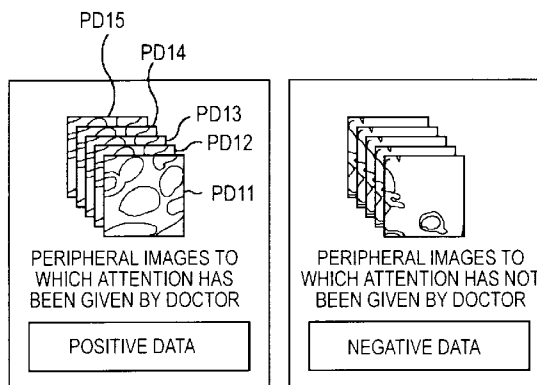 PD15
PD14
PD13
PD12
PD11
PERIPHERAL IMAGES TO
WHICH ATTENTION HAS
BEEN GIVEN BY DOCTOR
POSITIVE DATA
PERIPHERAL IMAGES TO
WHICH ATTENTION HAS NOT
BEEN GIVEN BY DOCTOR
NEGATIVE DATA